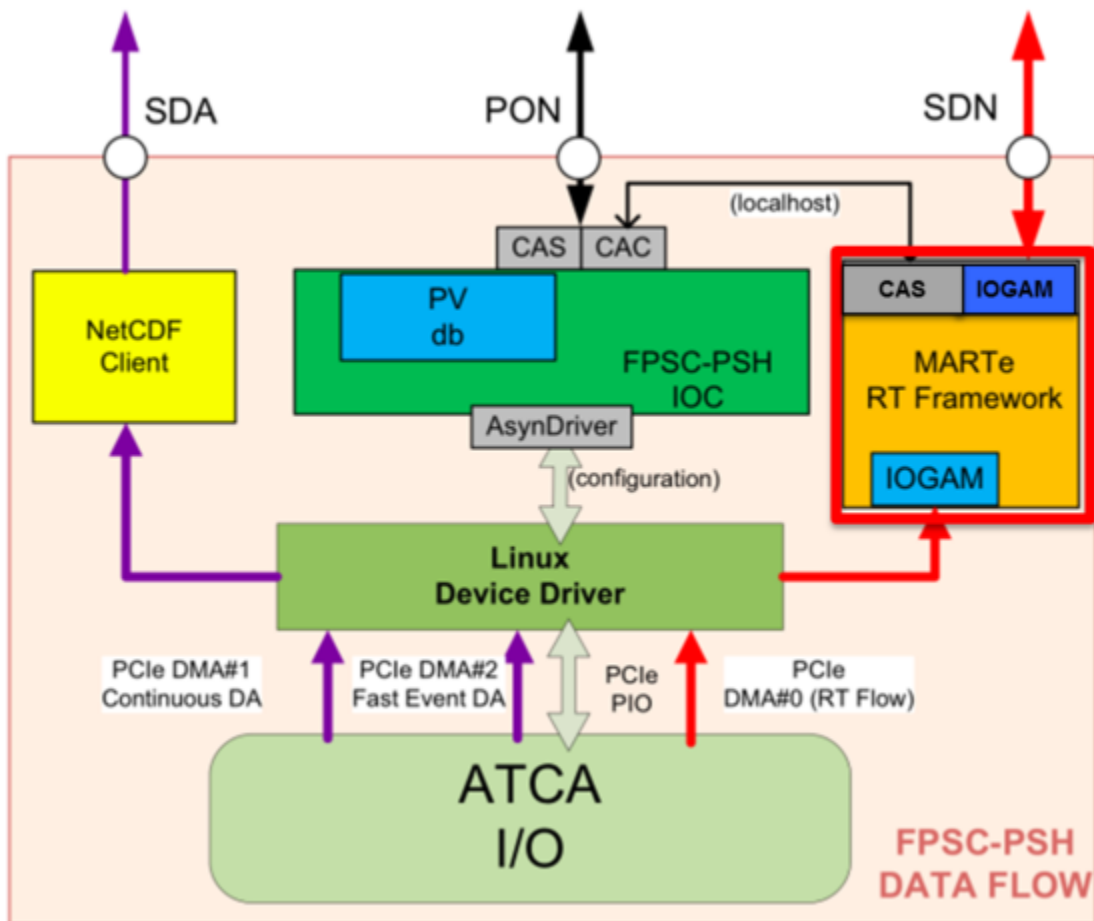 SDA
PON
SDN
(localhost)
CAS
CAC
CAS
IOGAM
NetCDF
Client
PV
db
FPSC-PSH
IOC
MARTe
RT Framework
AsynDriver
IOGAM
(configuration)
Linux
Device Driver
PCIe DMA#1
Continuous DA
PCIe DMA#2
Fast Event DA
PCIe
PIO
PCIe
DMA#0 (RT Flow)
ATCA
I/O
FPSC-PSH
DATA FLOW